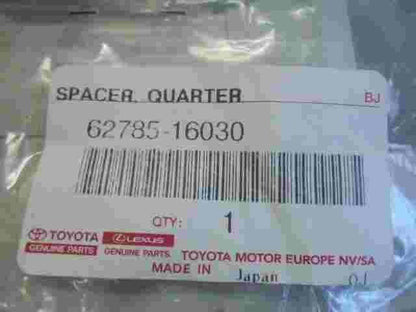 SPACER, QUARTER BJ
62785-16030
QTY: 1
TOYOTA LEXUS
GENUINE PARTS GENUINE PARTS TOYOTA MOTOR EUROPE NV/SA
MADE IN Japan OJ